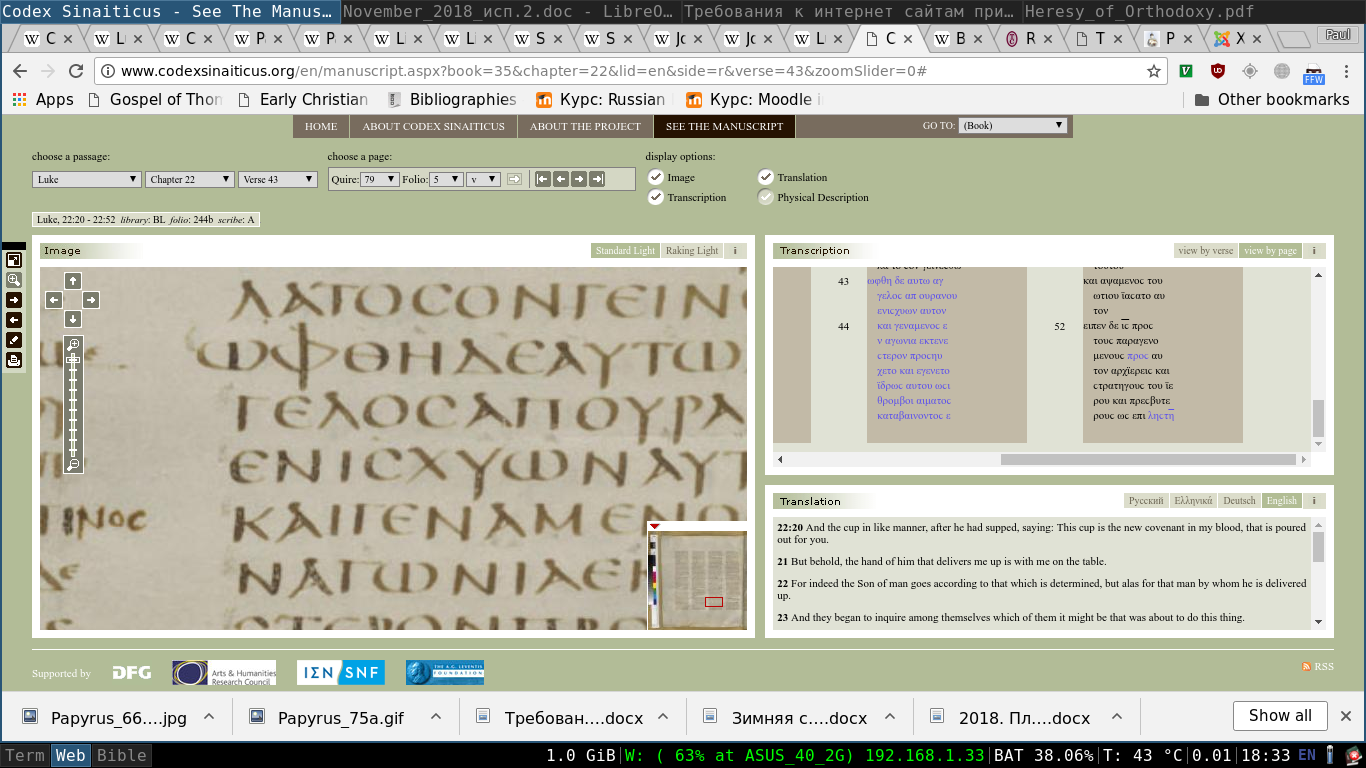 Codex Sinaiticus - See The Manus…
November_2018_исп.2.doc - LibreO…
Требования к интернет сайтам при…
Heresy_of_Orthodoxy.pdf
Paul
www.codexsinaiticus.org/en/manuscript.aspx?book=35&chapter=22&lid=en&side=r&verse=43&zoomSlider=0#
FFW
Apps
Gospel of Thon
Early Christian
Bibliographies
Курс: Russian
Курс: Moodle
Other bookmarks
HOME
ABOUT CODEX SINAITICUS
ABOUT THE PROJECT
SEE THE MANUSCRIPT
GO TO:
(Book)
choose a passage:
choose a page:
display options:
Luke
Chapter 22
Verse 43
Quire: 79
Folio: 5
v
Image
Translation
Transcription
Physical Description
Luke, 22:20 - 22:52 library: BL folio: 244b scribe: A
Image
Standard Light
Raking Light
i
ΛΑΤΟϹΟΝΓΕΙΝ
ΩΦΘΗΔΕΑΥΤΩ
ΓΕΛΟϹΑΠΟΥΡΑ
ΕΝΙϹΧΥΩΝΑΥΤ
ΚΑΙΓΕΝΑΜΕΝΟ
ΝΑΓΩΝΙΑΕΚ
Transcription
view by verse
view by page
i
43 ωφθη δε αυτω αγ
γελοϲ απ ουρανου
ενιϲχυων αυτον
44 και γεναμενοϲ ε
ν αγωνια εκτενε
ϲτερον προϲηυ
χετο και εγενετο
ϊδρωϲ αυτου ωϲι
θρομβοι αιματοϲ
καταβαινοντοϲ ε
και αψαμενοϲ του
ωτιου ϊαϲατο αυ
τον
52 ειπεν δε ιϲ προϲ
τουϲ παραγενο
μενουϲ προϲ αυ
τον αρχϊερειϲ και
ϲτρατηγουϲ του ϊε
ρου και πρεϲβυτε
ρουϲ ωϲ επι ληϲτη
Translation
Русский
Ελληνικά
Deutsch
English
i
22:20 And the cup in like manner, after he had supped, saying: This cup is the new covenant in my blood, that is poured
out for you.
21 But behold, the hand of him that delivers me up is with me on the table.
22 For indeed the Son of man goes according to that which is determined, but alas for that man by whom he is delivered
up.
23 And they began to inquire among themselves which of them it might be that was about to do this thing.
Supported by
DFG
Arts & Humanities
Research Council
ΙΣΝ SNF
THE A.G. LEVENTIS
FOUNDATION
RSS
Papyrus_66….jpg
Papyrus_75a.gif
Требован….docx
Зимняя с….docx
2018. Пл….docx
Show all
Term
Web
Bible
1.0 GiB
W: ( 63% at ASUS_40_2G) 192.168.1.33
BAT 38.06%
T: 43 °C
0.01
18:33
EN